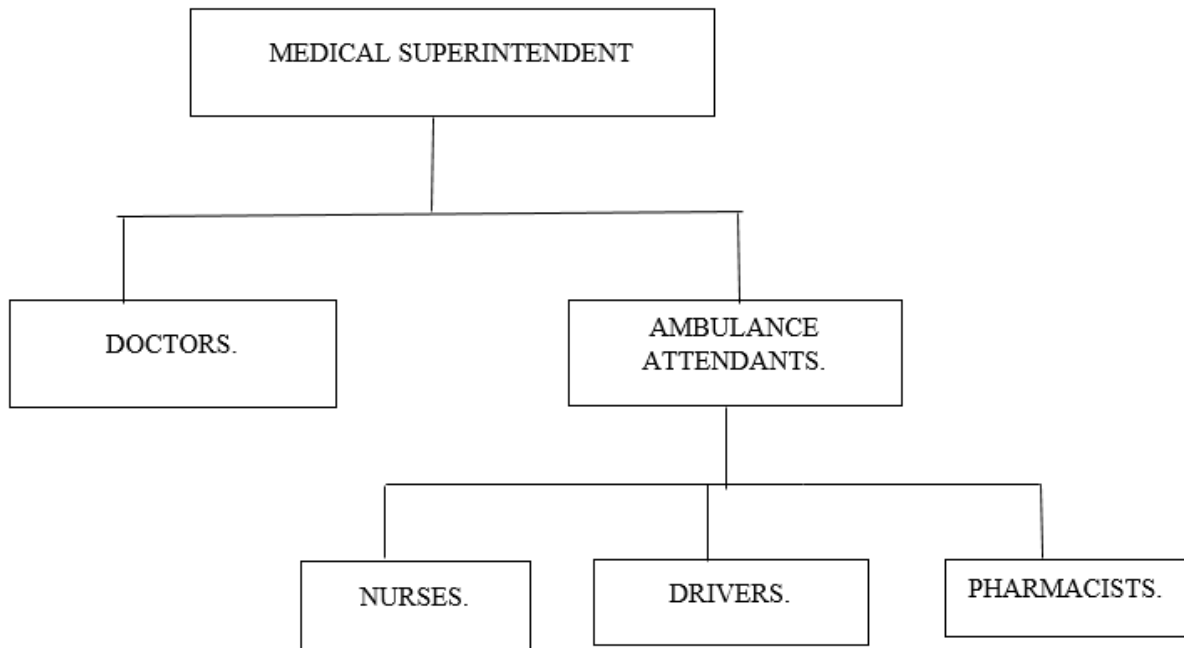 MEDICAL SUPERINTENDENT
DOCTORS.
AMBULANCE
ATTENDANTS.
NURSES.
DRIVERS.
PHARMACISTS.